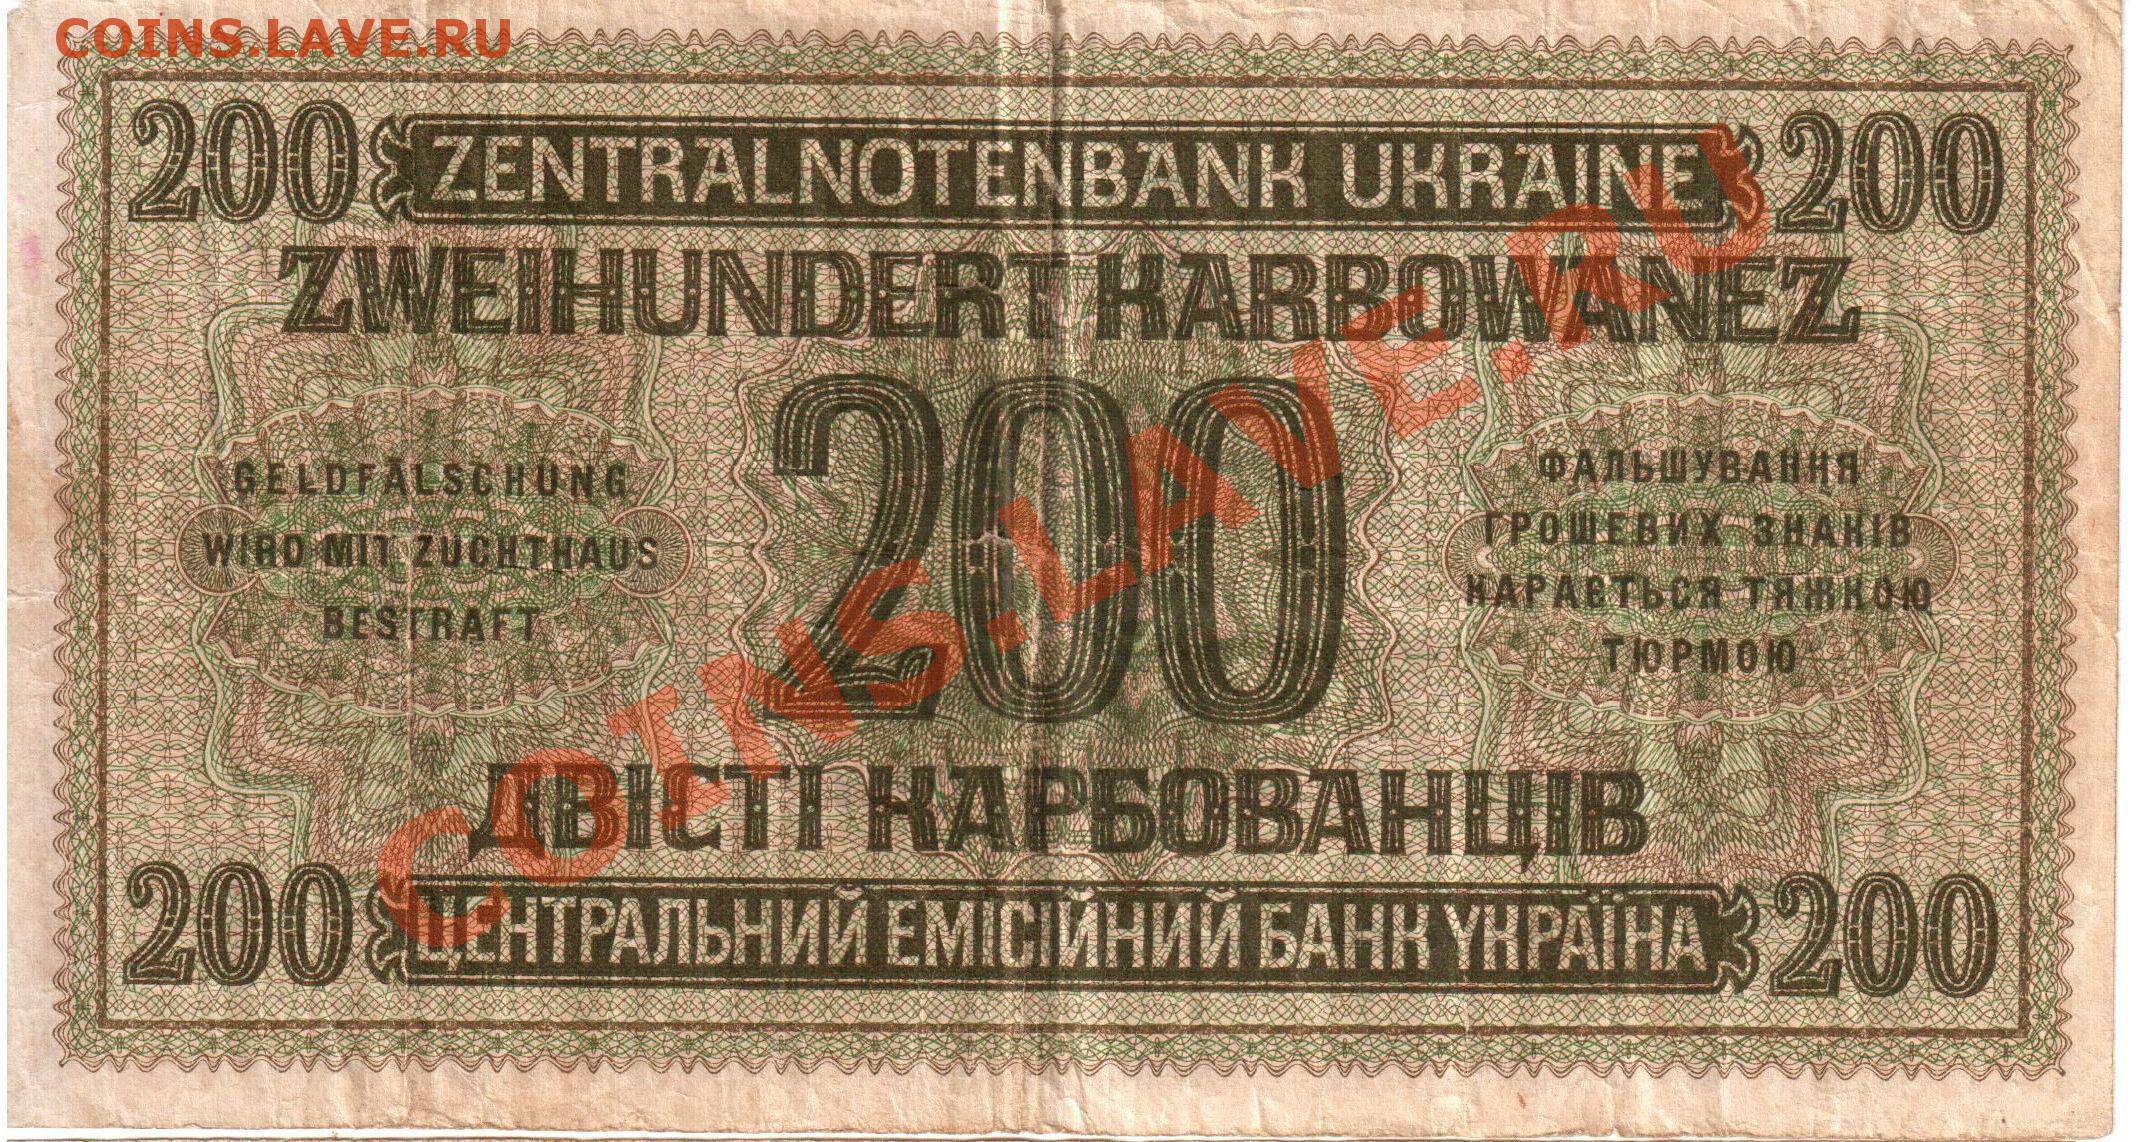 COINS.LAVE.RU
200 ZENTRALNOTENBANK UKRAINE 200
ZWEIHUNDERT KARBOWANEZ
GELDFÄLSCHUNG
WIRD MIT ZUCHTHAUS
BESTRAFT
200
ФАЛЬШУВАННЯ
ГРОШЕВИХ ЗНАКІВ
КАРАЄТЬСЯ ТЯЖКОЮ
ТЮРМОЮ
COINS.LAVE.RU
ДВІСТІ КАРБОВАНЦІВ
200 ЦЕНТРАЛЬНИЙ ЕМІСІЙНИЙ БАНК УКРАЇНА 200